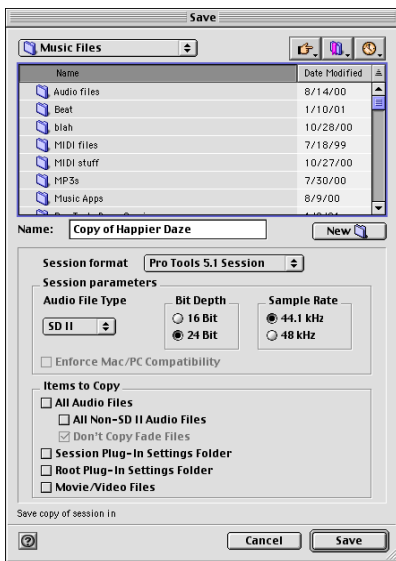 Save
Music Files
Name Date Modified
Audio files 8/14/00
Beat 1/10/01
blah 10/28/00
MIDI files 7/18/99
MIDI stuff 10/27/00
MP3s 7/30/00
Music Apps 8/9/00
Name: Copy of Happier Daze New
Session format Pro Tools 5.1 Session
Session parameters
Audio File Type Bit Depth Sample Rate
SD II 16 Bit 44.1 kHz
24 Bit 48 kHz
Enforce Mac/PC Compatibility
Items to Copy
All Audio Files
All Non-SD II Audio Files
Don't Copy Fade Files
Session Plug-In Settings Folder
Root Plug-In Settings Folder
Movie/Video Files
Save copy of session in
? Cancel Save